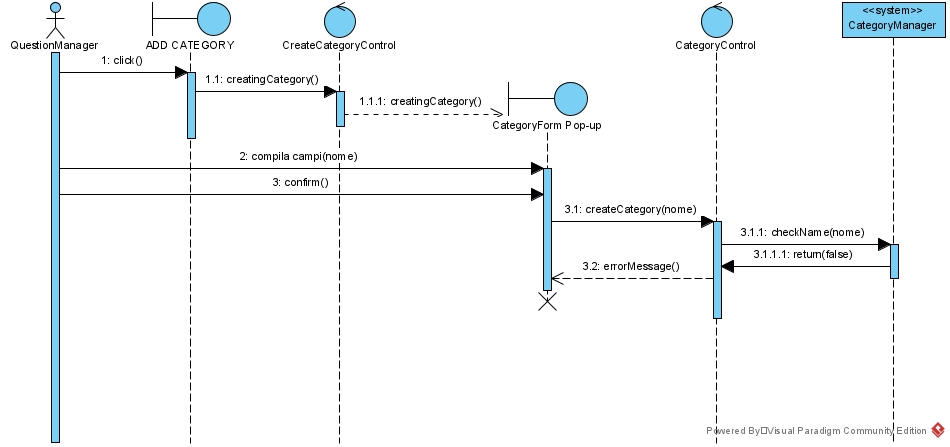 <<system>>
CategoryManager
QuestionManager
ADD CATEGORY
CreateCategoryControl
CategoryControl
1: click()
1.1: creatingCategory()
1.1.1: creatingCategory()
CategoryForm Pop-up
2: compila campi(nome)
3: confirm()
3.1: createCategory(nome)
3.1.1: checkName(nome)
3.1.1.1: return(false)
3.2: errorMessage()
Powered By Visual Paradigm Community Edition